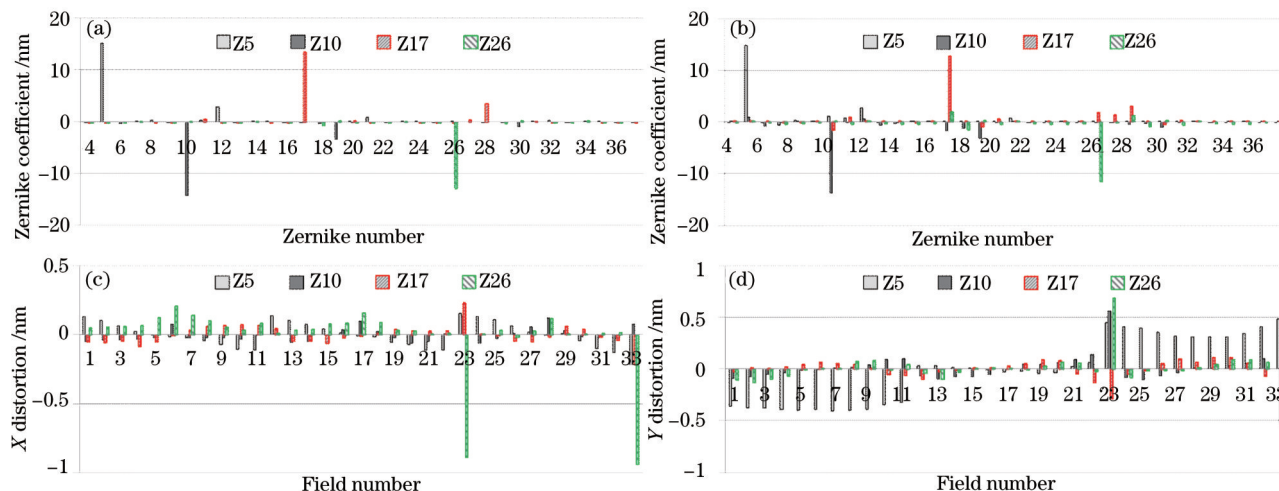 (a)
Z5 Z10 Z17 Z26
Zernike coefficient /nm
20
10
0
−10
−20
4 6 8 10 12 14 16 18 20 22 24 26 28 30 32 34 36
Zernike number
(b)
Z5 Z10 Z17 Z26
Zernike coefficient /nm
20
10
0
−10
−20
4 6 8 10 12 14 16 18 20 22 24 26 28 30 32 34 36
Zernike number
(c)
Z5 Z10 Z17 Z26
X distortion /nm
0.5
0
−0.5
−1
1 3 5 7 9 11 13 15 17 19 21 23 25 27 29 31 33
Field number
(d)
Z5 Z10 Z17 Z26
Y distortion /nm
1
0.5
0
−0.5
−1
1 3 5 7 9 11 13 15 17 19 21 23 25 27 29 31 33
Field number